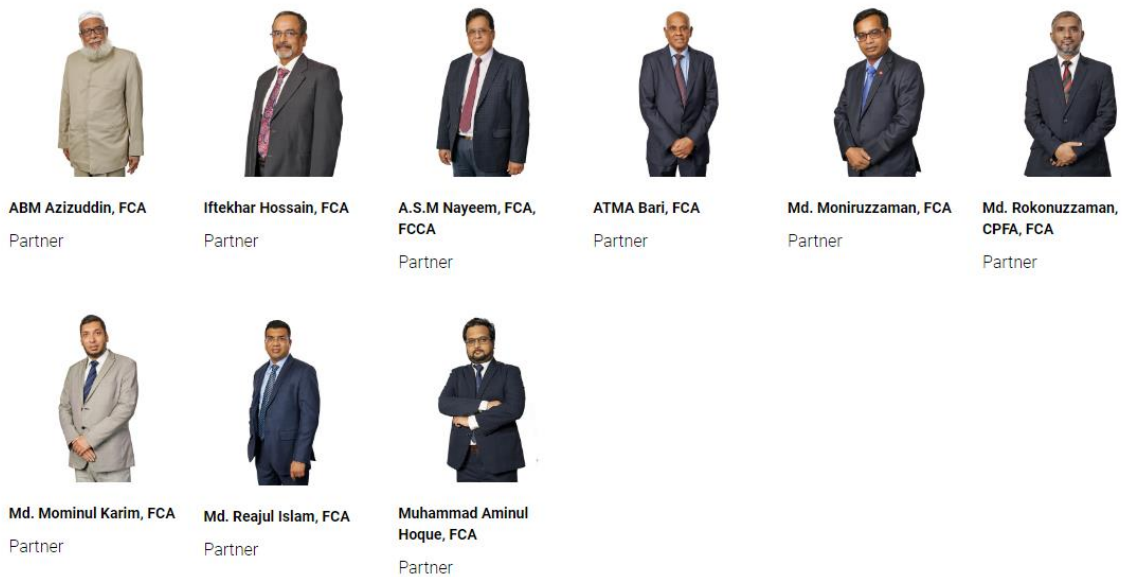 ABM Azizuddin, FCA
Partner
Iftekhar Hossain, FCA
Partner
A.S.M Nayeem, FCA,
FCCA
Partner
ATMA Bari, FCA
Partner
Md. Moniruzzaman, FCA
Partner
Md. Rokonuzzaman,
CPFA, FCA
Partner
Md. Mominul Karim, FCA
Partner
Md. Reajul Islam, FCA
Partner
Muhammad Aminul
Hoque, FCA
Partner